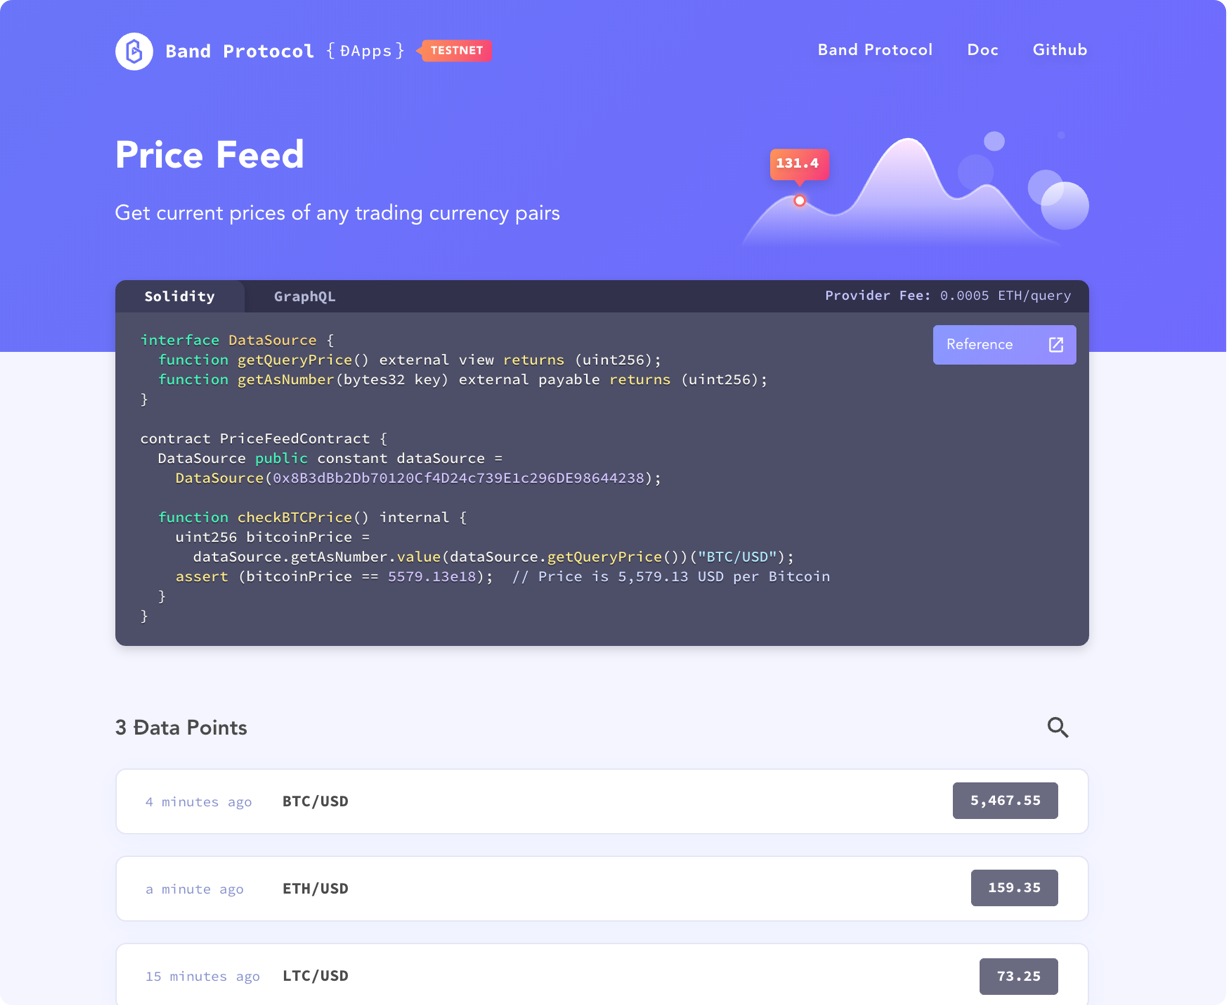 Band Protocol {ÐApps} TESTNET
Band Protocol Doc Github
Price Feed
131.4
Get current prices of any trading currency pairs
Solidity GraphQL Provider Fee: 0.0005 ETH/query
Reference
interface DataSource {
  function getQueryPrice() external view returns (uint256);
  function getAsNumber(bytes32 key) external payable returns (uint256);
}
contract PriceFeedContract {
  DataSource public constant dataSource =
    DataSource(0x8B3dBb2Db70120Cf4D24c739E1c296DE98644238);
  function checkBTCPrice() internal {
    uint256 bitcoinPrice =
      dataSource.getAsNumber.value(dataSource.getQueryPrice())("BTC/USD");
    assert (bitcoinPrice == 5579.13e18);  // Price is 5,579.13 USD per Bitcoin
  }
}
3 Ðata Points
4 minutes ago BTC/USD 5,467.55
a minute ago ETH/USD 159.35
15 minutes ago LTC/USD 73.25